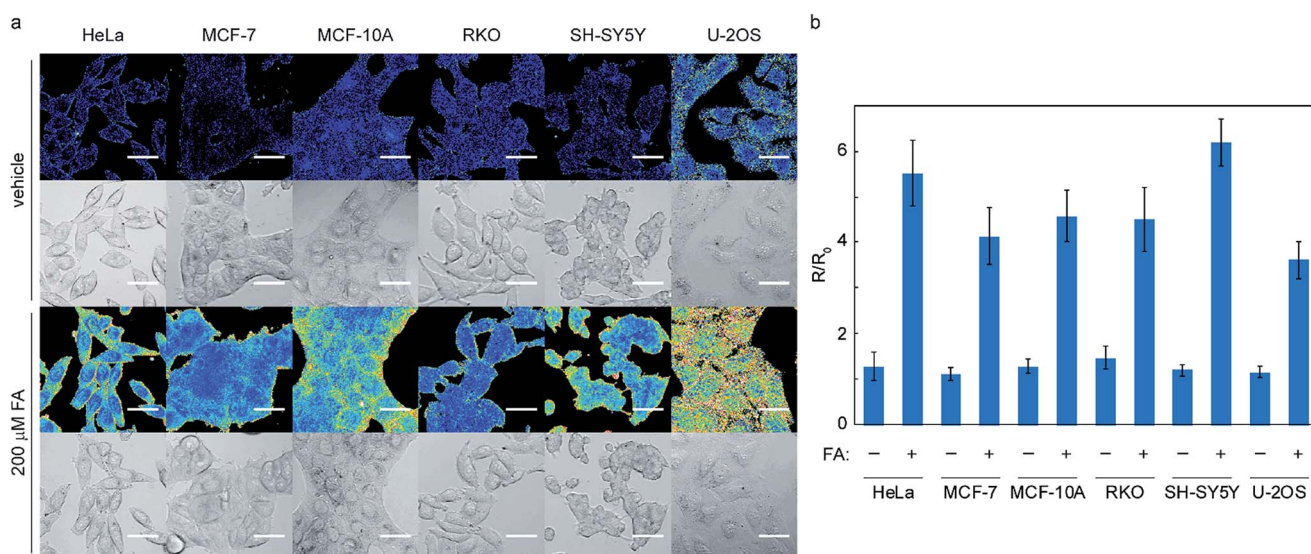 a
HeLa MCF-7 MCF-10A RKO SH-SY5Y U-2OS
vehicle
200 μM FA
b
R/R₀
6
4
2
0
FA: − + − + − + − + − + − +
HeLa MCF-7 MCF-10A RKO SH-SY5Y U-2OS